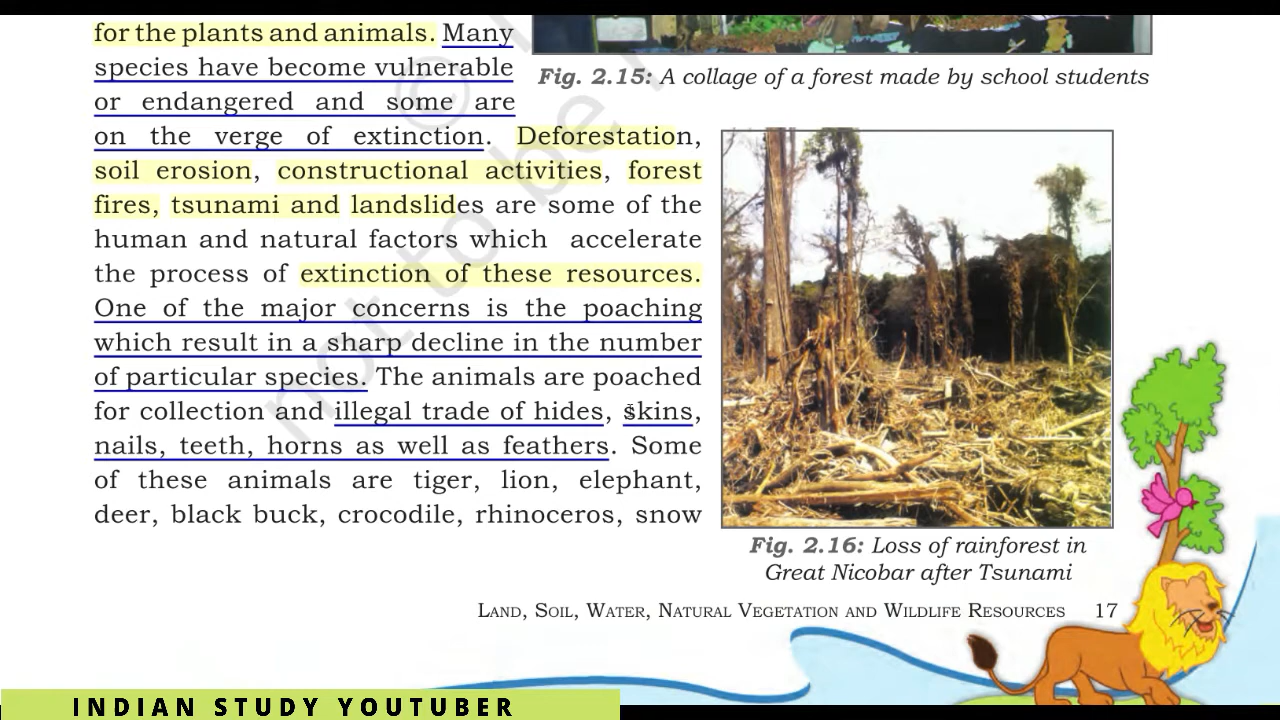 for the plants and animals. Many
species have become vulnerable
or endangered and some are
on the verge of extinction. Deforestation,
soil erosion, constructional activities, forest
fires, tsunami and landslides are some of the
human and natural factors which accelerate
the process of extinction of these resources.
One of the major concerns is the poaching
which result in a sharp decline in the number
of particular species. The animals are poached
for collection and illegal trade of hides, skins,
nails, teeth, horns as well as feathers. Some
of these animals are tiger, lion, elephant,
deer, black buck, crocodile, rhinoceros, snow
Fig. 2.15: A collage of a forest made by school students
Fig. 2.16: Loss of rainforest in
Great Nicobar after Tsunami
Land, Soil, Water, Natural Vegetation and Wildlife Resources 17
INDIAN STUDY YOUTUBER
©
not to be